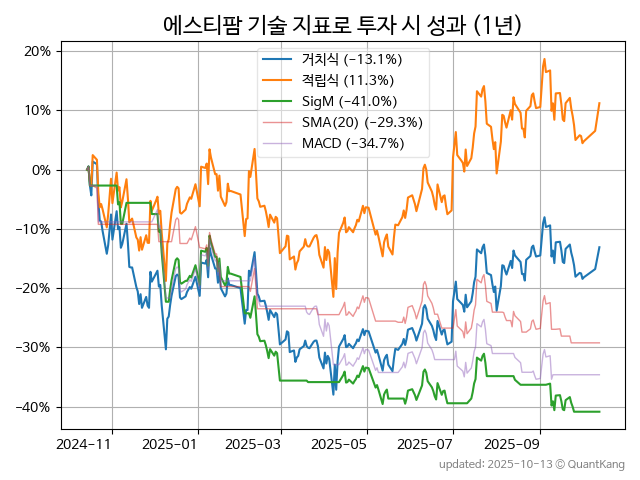 에스티팜 기술 지표로 투자 시 성과 (1년)
거치식 (−13.1%)
적립식 (11.3%)
SigM (−41.0%)
SMA(20) (−29.3%)
MACD (−34.7%)
20%
10%
0%
−10%
−20%
−30%
−40%
2024−11
2025−01
2025−03
2025−05
2025−07
2025−09
updated: 2025-10-13 © QuantKang